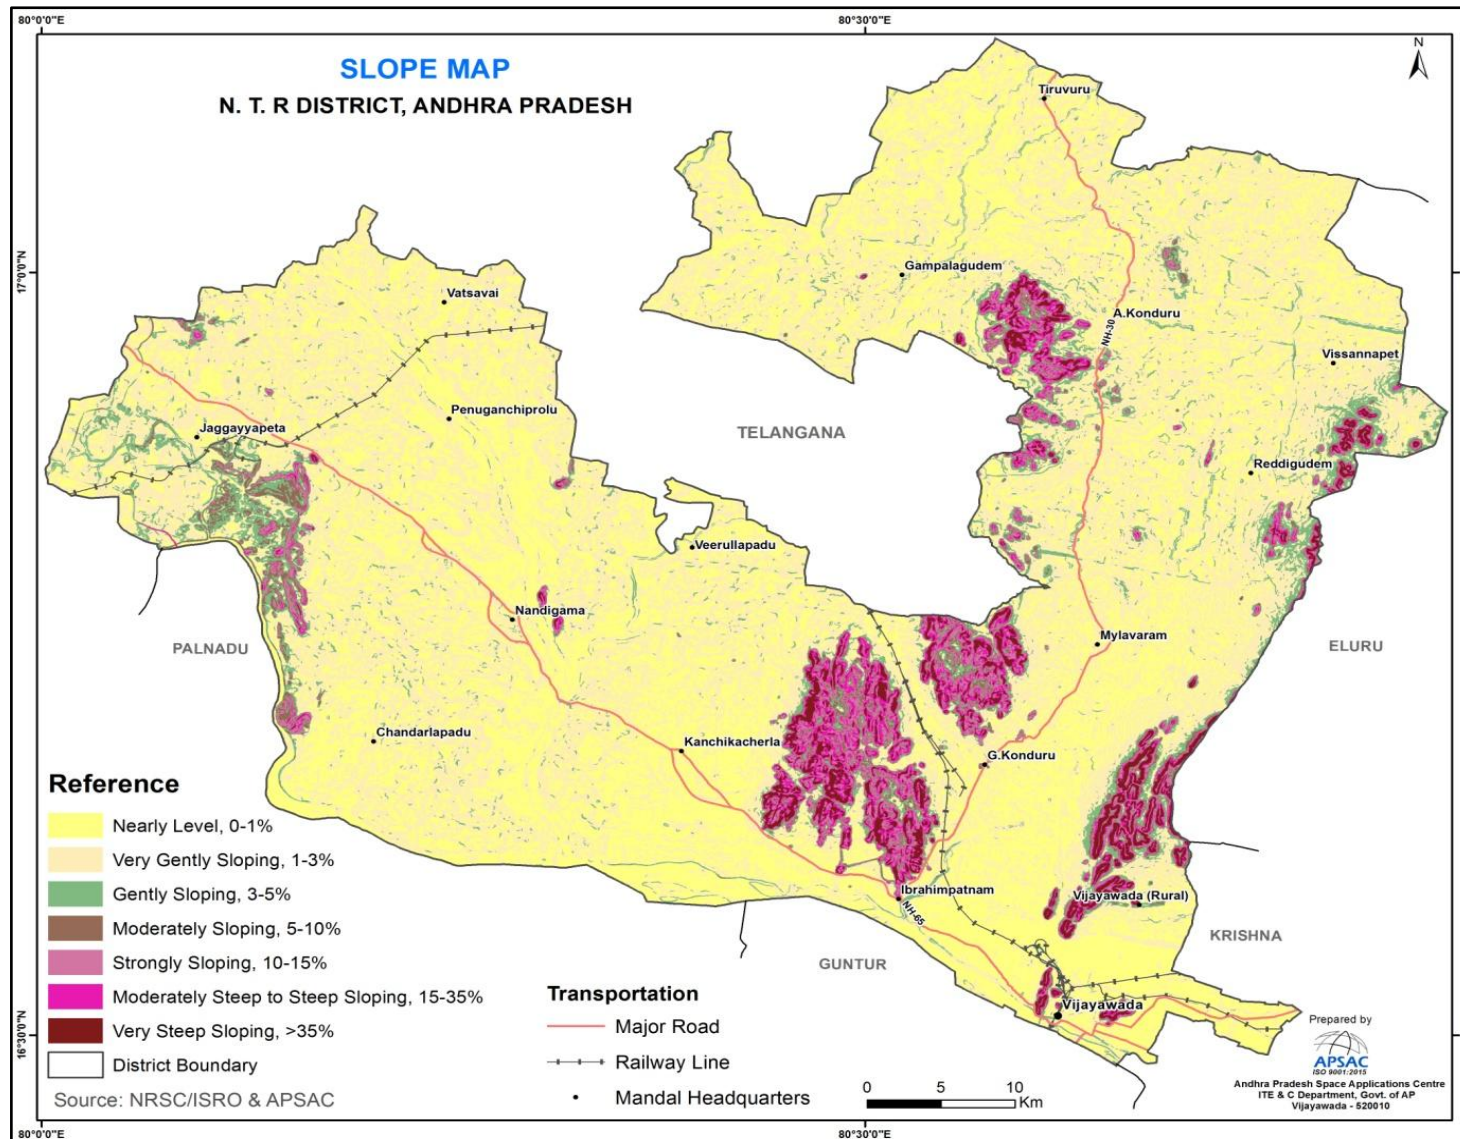 80°0'0"E
80°30'0"E
SLOPE MAP
N. T. R DISTRICT, ANDHRA PRADESH
N
Tiruvuru
17°0'0"N
17°0'0"N
Gampalagudem
Vatsavai
A.Konduru
NH-30
Vissannapet
Penuganchiprolu
Jaggayyapeta
TELANGANA
Reddigudem
Veerullapadu
Nandigama
Mylavaram
PALNADU
ELURU
Chandarlapadu
Kanchikacherla
G.Konduru
Ibrahimpatnam
Vijayawada (Rural)
NH-65
KRISHNA
GUNTUR
Vijayawada
Reference
Nearly Level, 0-1%
Very Gently Sloping, 1-3%
Gently Sloping, 3-5%
Moderately Sloping, 5-10%
Strongly Sloping, 10-15%
Moderately Steep to Steep Sloping, 15-35%
Very Steep Sloping, >35%
District Boundary
Source: NRSC/ISRO & APSAC
Transportation
Major Road
Railway Line
Mandal Headquarters
0 5 10
Km
Prepared by
APSAC
ISO 9001:2015
Andhra Pradesh Space Applications Centre
ITE & C Department, Govt. of AP
Vijayawada - 520010
16°30'0"N
16°30'0"N
80°0'0"E
80°30'0"E